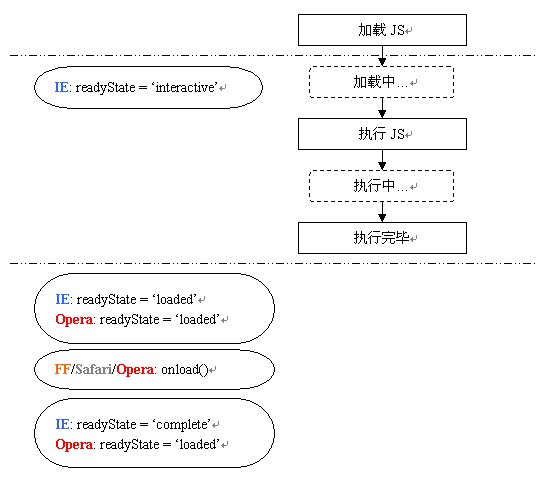 加载 JS↵
IE: readyState = ‘interactive’↵
加载中…↵
执行 JS↵
执行中…↵
执行完毕↵
IE: readyState = ‘loaded’↵
Opera: readyState = ‘loaded’↵
FF/Safari/Opera: onload()↵
IE: readyState = ‘complete’↵
Opera: readyState = ‘loaded’↵